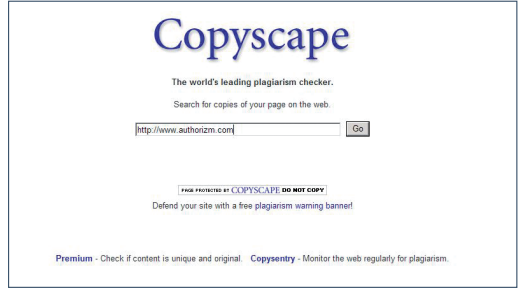 Copyscape
The world's leading plagiarism checker.
Search for copies of your page on the web.
http://www.authorizm.com Go
PAGE PROTECTED BY COPYSCAPE DO NOT COPY
Defend your site with a free plagiarism warning banner!
Premium - Check if content is unique and original. Copysentry - Monitor the web regularly for plagiarism.